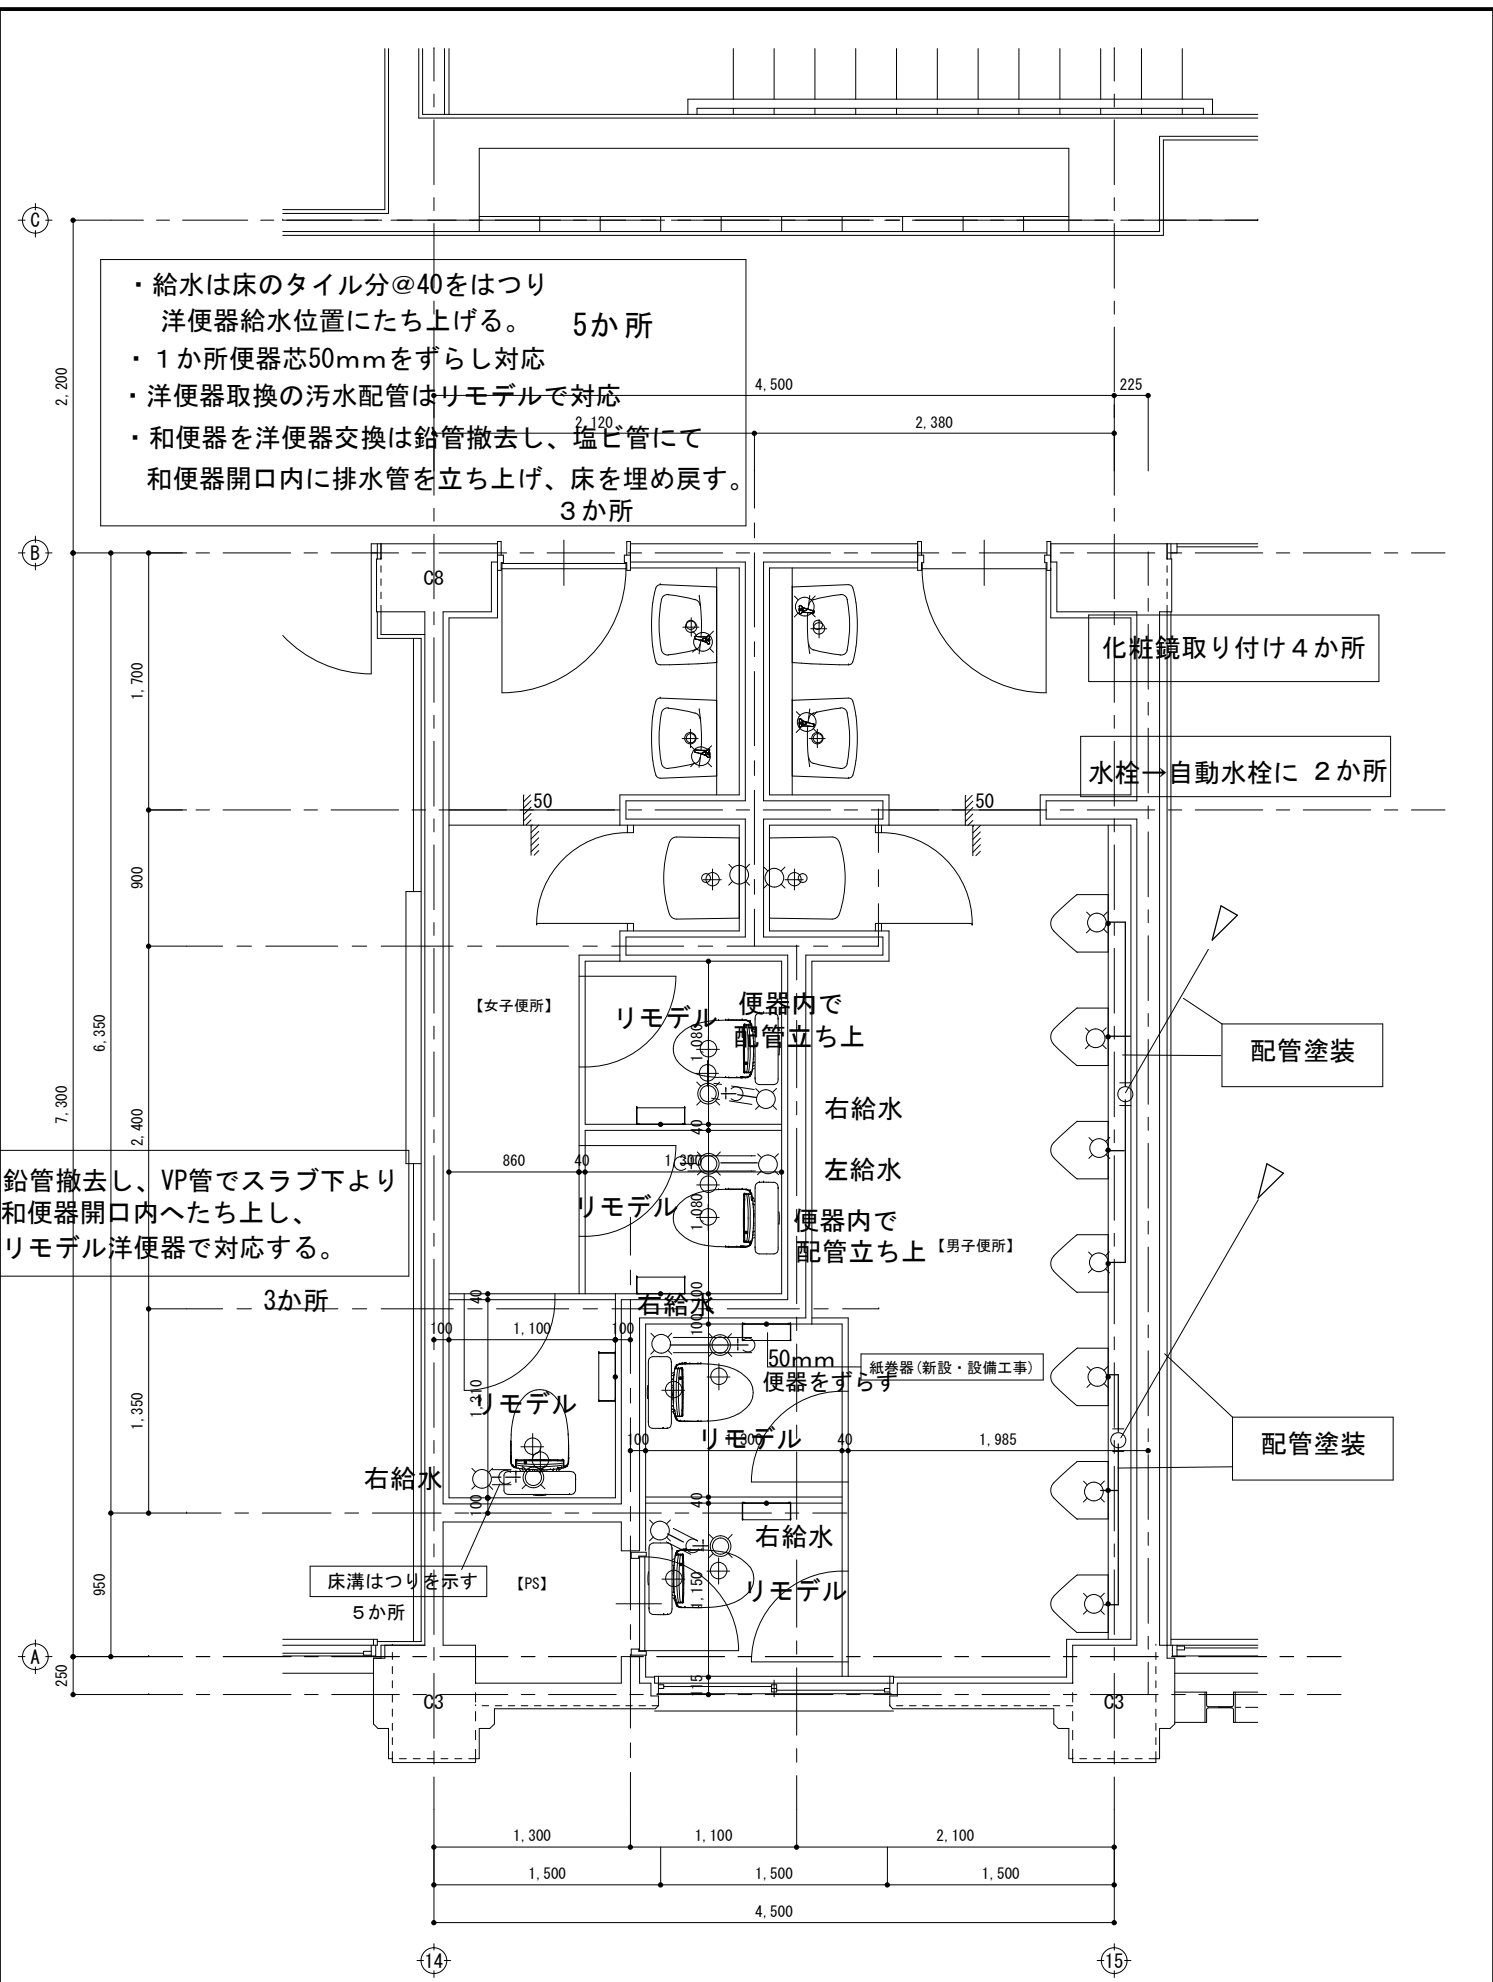 C
・給水は床のタイル分@40をはつり
洋便器給水位置にたち上げる。 5か所
・１か所便器芯50mmをずらし対応
・洋便器取換の汚水配管はリモデルで対応
・和便器を洋便器交換は鉛管撤去し、塩ビ管にて
和便器開口内に排水管を立ち上げ、床を埋め戻す。
３か所
2,200
4,500
225
2,120
2,380
B
C8
化粧鏡取り付け４か所
1,700
水栓→自動水栓に ２か所
50
50
900
【女子便所】
リモデル
便器内で
配管立ち上
1,080
6,350
配管塗装
7,300
右給水
2,400
40
860
40
1,300
左給水
鉛管撤去し、VP管でスラブ下より
和便器開口内へたち上し、
リモデル洋便器で対応する。
3か所
リモデル
1,080
便器内で
配管立ち上
【男子便所】
40
100
右給水
100
100
1,100
100
50mm
便器をずらす
紙巻器(新設・設備工事)
1,310
リモデル
1,350
100
1,300
リモデル
40
1,985
配管塗装
右給水
100
40
右給水
床溝はつりを示す
５か所
【PS】
950
1,150
リモデル
A
250
115
C3
C3
1,300
1,100
2,100
1,500
1,500
1,500
4,500
14
15